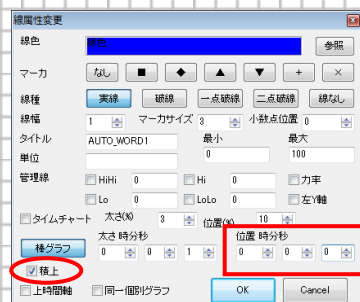 線属性変更
線色 線色 参照
マーカ なし ■ ◆ ▲ ▼ + ×
線種 実線 破線 一点破線 二点破線 線なし
線幅 1 マーカサイズ 3 小数点位置 0
タイトル AUTO_WORD1 最小 最大
単位 0 100
管理線 HiHi 0 Hi 0 力率
Lo 0 LoLo 0 左Y軸
タイムチャート 太さ(%) 3 位置(%) 10
棒グラフ 太さ 時分秒 位置 時分秒
0 0 1 0 0 0
積上
上時間軸 同一個別グラフ OK Cancel